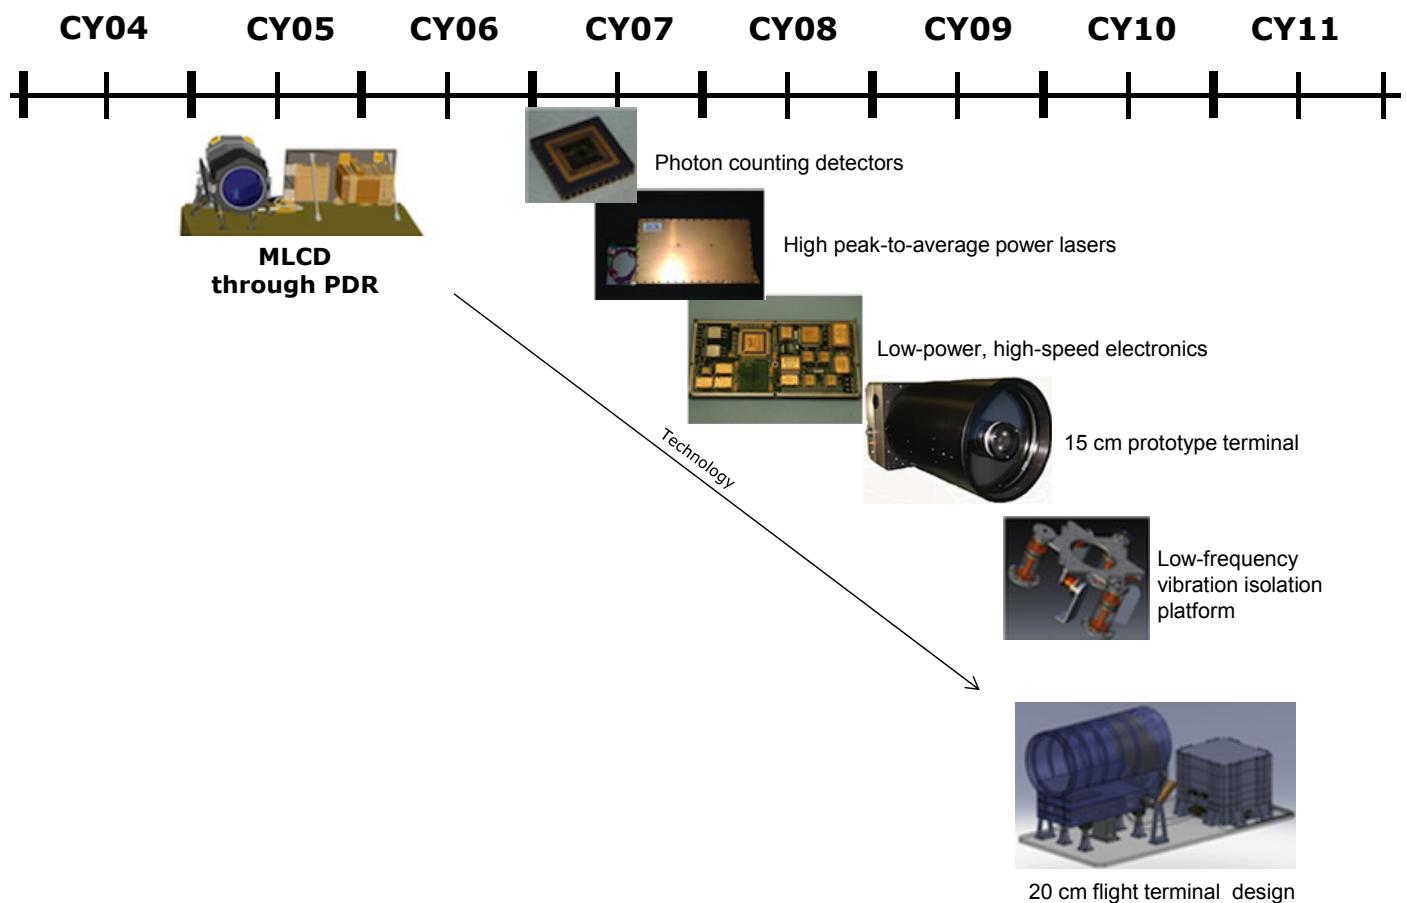 CY04 CY05 CY06 CY07 CY08 CY09 CY10 CY11
Photon counting detectors
High peak-to-average power lasers
MLCD
through PDR
Low-power, high-speed electronics
Technology
15 cm prototype terminal
Low-frequency
vibration isolation
platform
20 cm flight terminal design